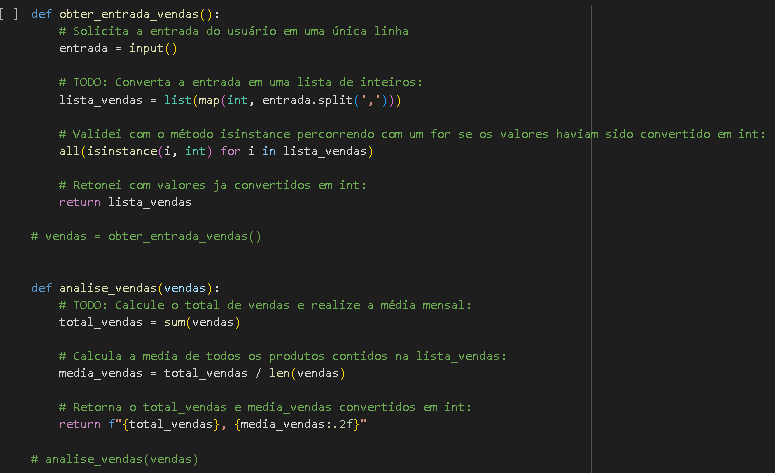 [ ] def obter_entrada_vendas():
# Solicita a entrada do usuário em uma única linha
entrada = input()
# TODO: Converta a entrada em uma lista de inteiros:
lista_vendas = list(map(int, entrada.split(',')))
# Validei com o método isinstance percorrendo com um for se os valores haviam sido convertido em int:
all(isinstance(i, int) for i in lista_vendas)
# Retonei com valores ja convertidos em int:
return lista_vendas
# vendas = obter_entrada_vendas()
def analise_vendas(vendas):
# TODO: Calcule o total de vendas e realize a média mensal:
total_vendas = sum(vendas)
# Calcula a media de todos os produtos contidos na lista_vendas:
media_vendas = total_vendas / len(vendas)
# Retorna o total_vendas e media_vendas convertidos em int:
return f"{total_vendas}, {media_vendas:.2f}"
# analise_vendas(vendas)